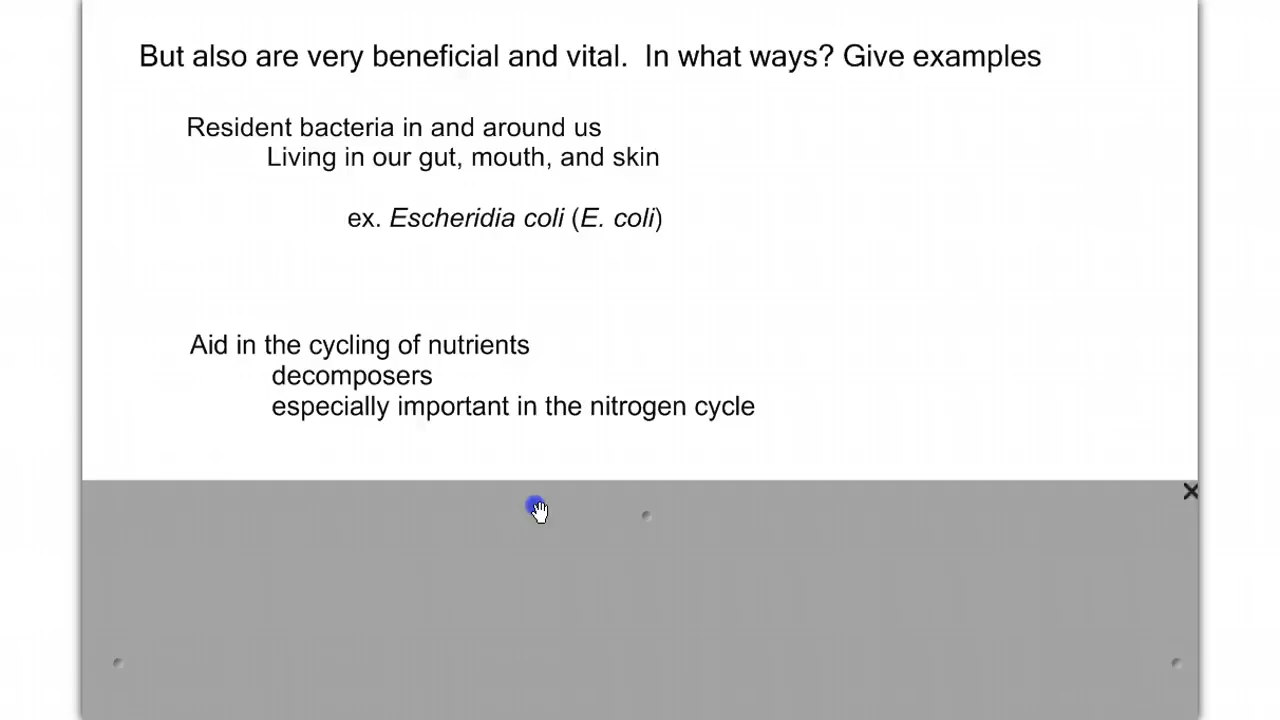 But also are very beneficial and vital. In what ways? Give examples
Resident bacteria in and around us
Living in our gut, mouth, and skin
ex. Escheridia coli (E. coli)
Aid in the cycling of nutrients
decomposers
especially important in the nitrogen cycle